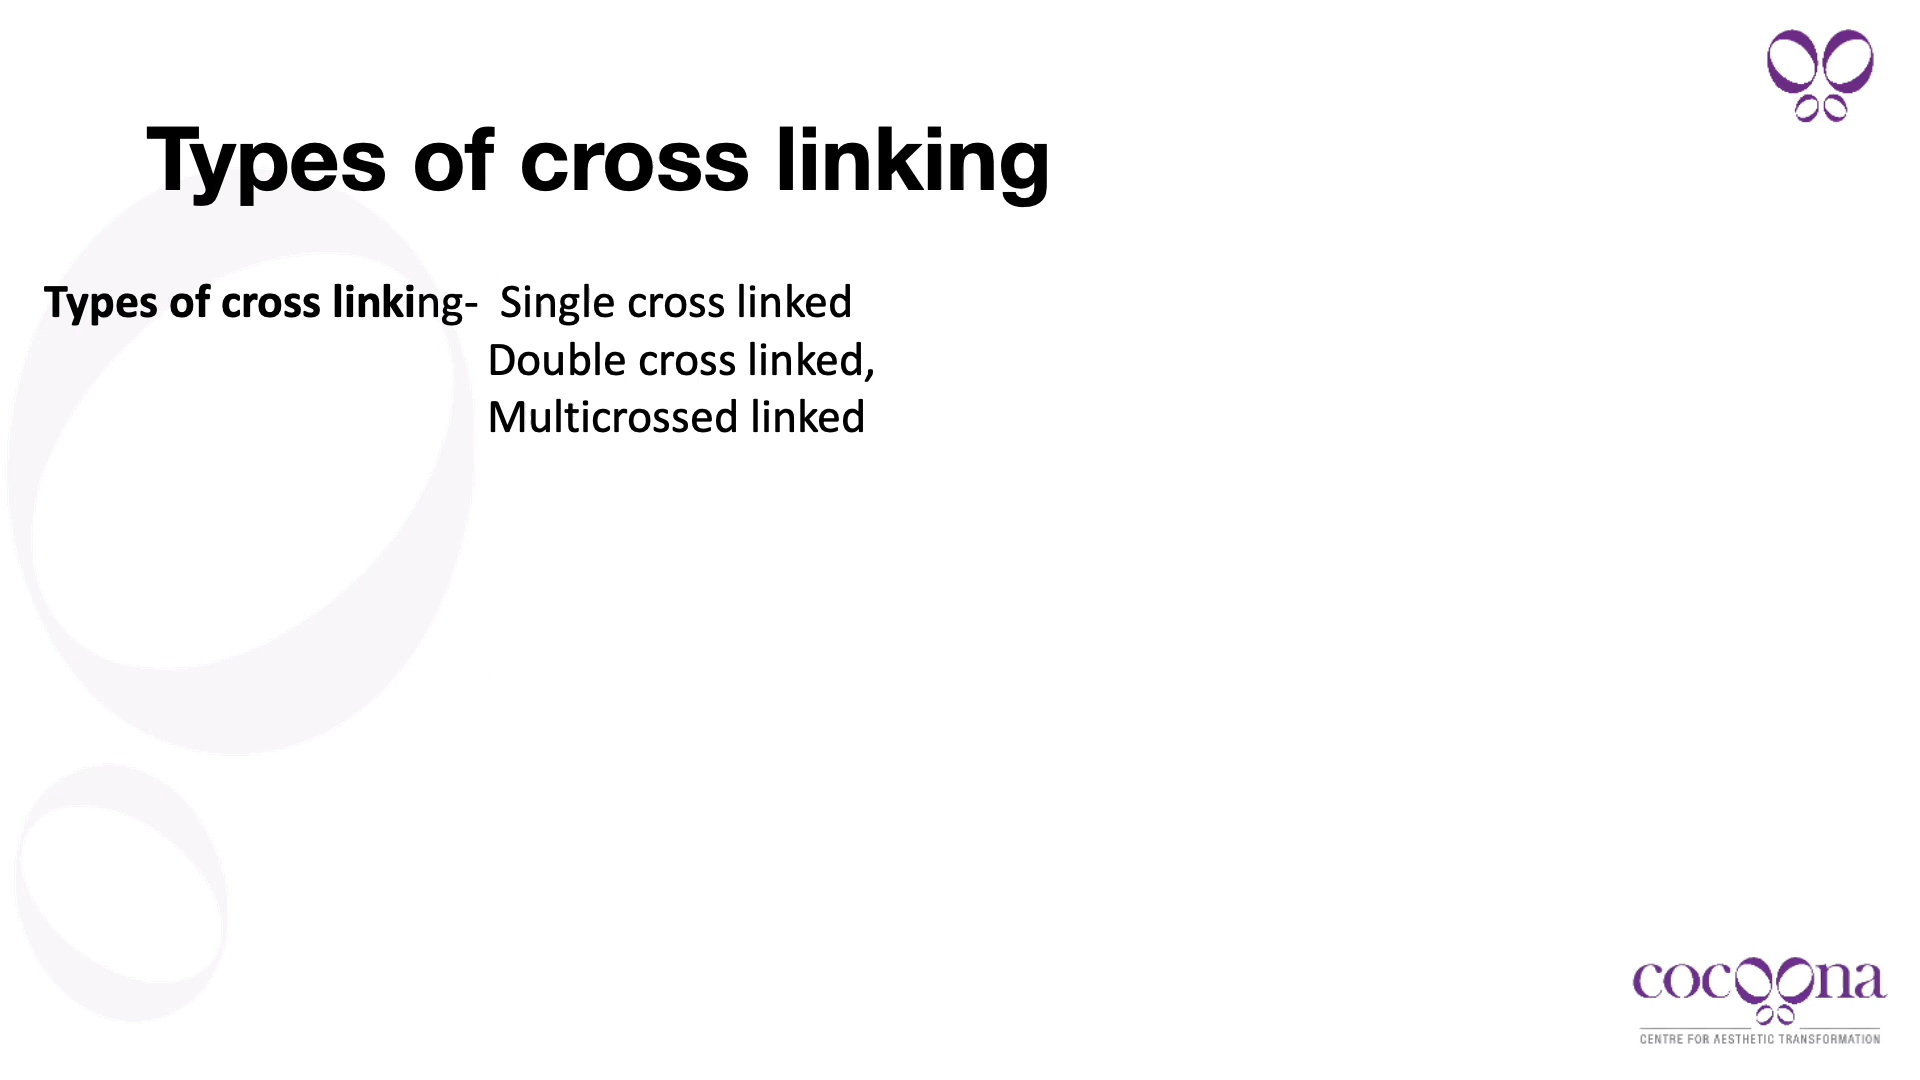 Types of cross linking
Types of cross linking- Single cross linked
Double cross linked,
Multicrossed linked
cocoona
CENTRE FOR AESTHETIC TRANSFORMATION